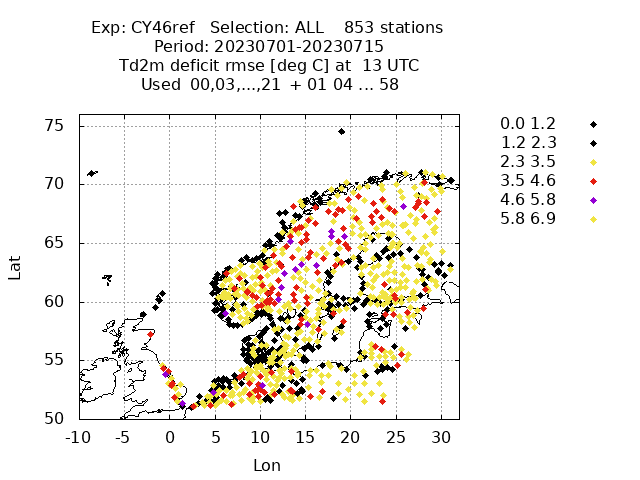 Exp: CY46ref   Selection: ALL    853 stations
Period: 20230701-20230715
Td2m deficit rmse [deg C] at  13 UTC
Used  00,03,...,21  + 01 04 ... 58
0.0 1.2
1.2 2.3
2.3 3.5
3.5 4.6
4.6 5.8
5.8 6.9
75
70
65
60
55
50
Lat
-10 -5 0 5 10 15 20 25 30
Lon